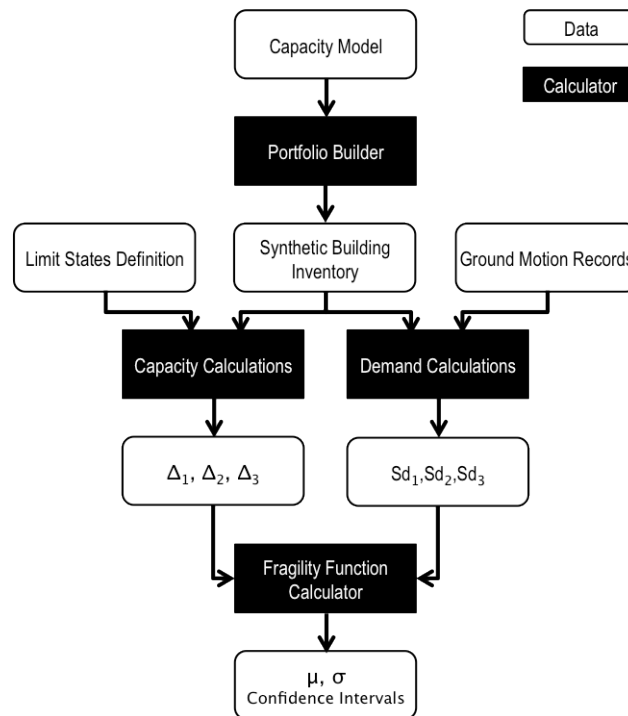 Capacity Model
Data
Calculator
Portfolio Builder
Limit States Definition
Synthetic Building
Inventory
Ground Motion Records
Capacity Calculations
Demand Calculations
Δ₁, Δ₂, Δ₃
Sd₁,Sd₂,Sd₃
Fragility Function
Calculator
μ, σ
Confidence Intervals